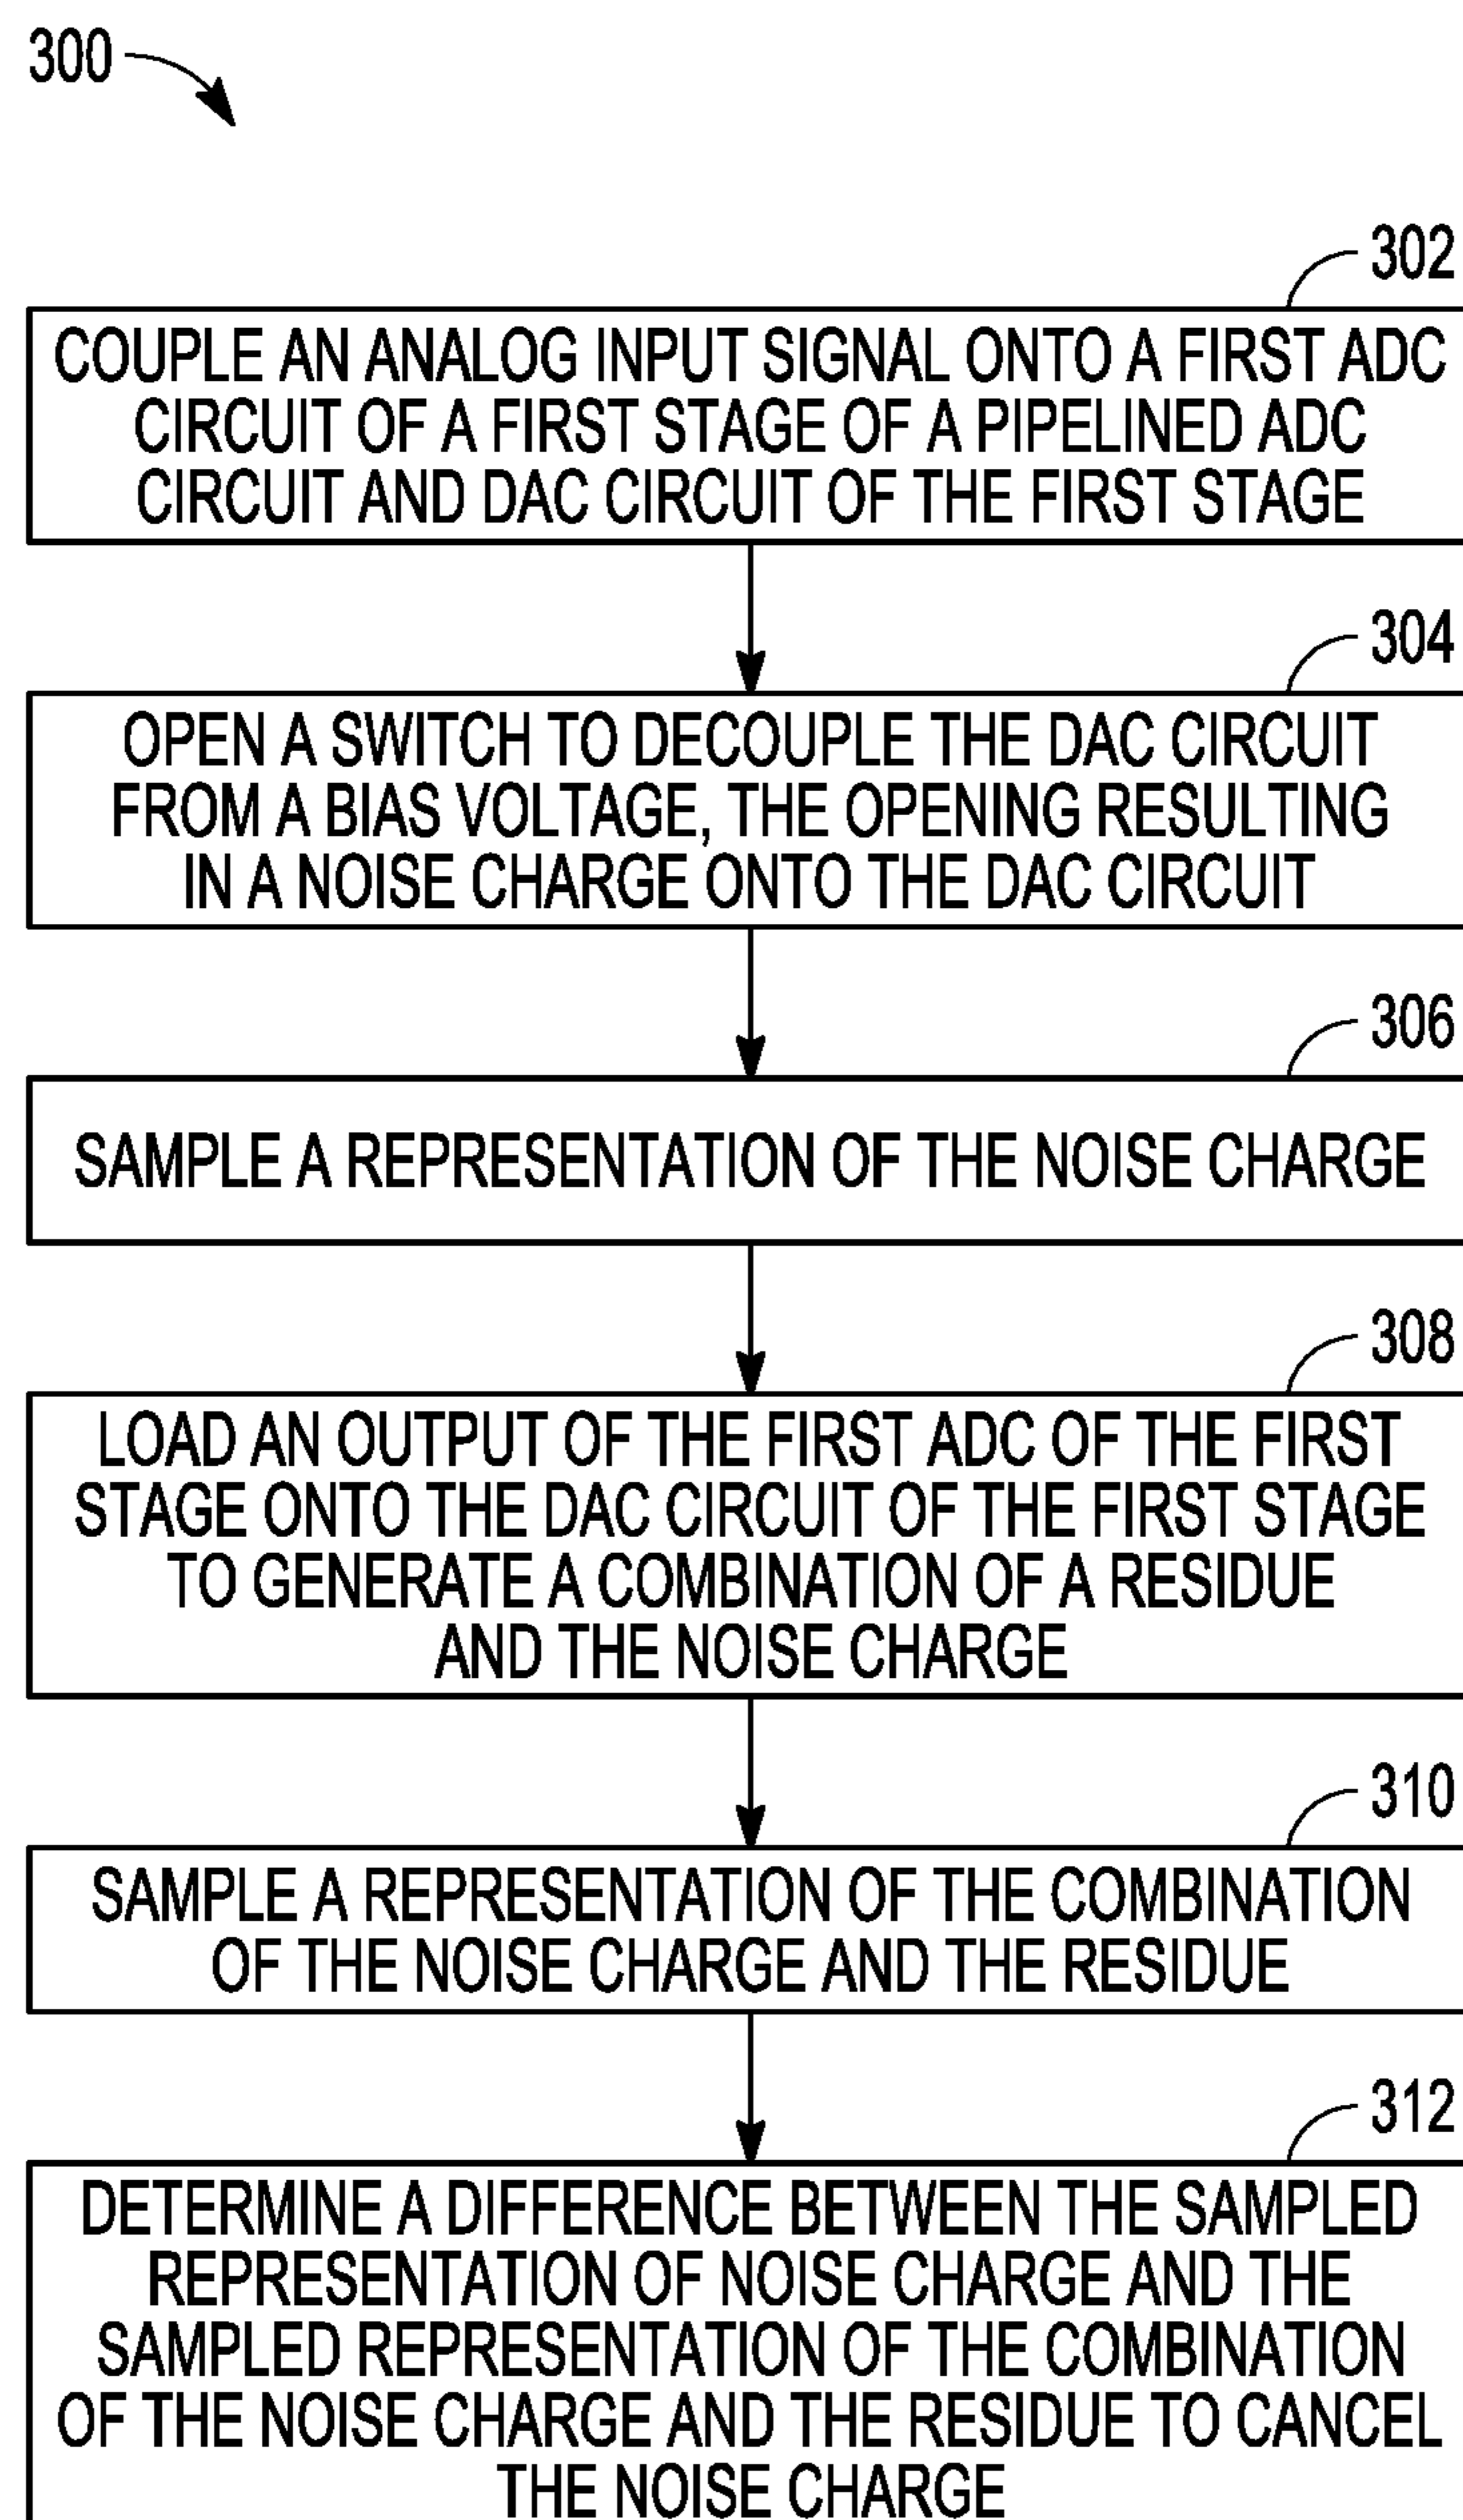 300
302
COUPLE AN ANALOG INPUT SIGNAL ONTO A FIRST ADC
CIRCUIT OF A FIRST STAGE OF A PIPELINED ADC
CIRCUIT AND DAC CIRCUIT OF THE FIRST STAGE
304
OPEN A SWITCH TO DECOUPLE THE DAC CIRCUIT
FROM A BIAS VOLTAGE, THE OPENING RESULTING
IN A NOISE CHARGE ONTO THE DAC CIRCUIT
306
SAMPLE A REPRESENTATION OF THE NOISE CHARGE
308
LOAD AN OUTPUT OF THE FIRST ADC OF THE FIRST
STAGE ONTO THE DAC CIRCUIT OF THE FIRST STAGE
TO GENERATE A COMBINATION OF A RESIDUE
AND THE NOISE CHARGE
310
SAMPLE A REPRESENTATION OF THE COMBINATION
OF THE NOISE CHARGE AND THE RESIDUE
312
DETERMINE A DIFFERENCE BETWEEN THE SAMPLED
REPRESENTATION OF NOISE CHARGE AND THE
SAMPLED REPRESENTATION OF THE COMBINATION
OF THE NOISE CHARGE AND THE RESIDUE TO CANCEL
THE NOISE CHARGE